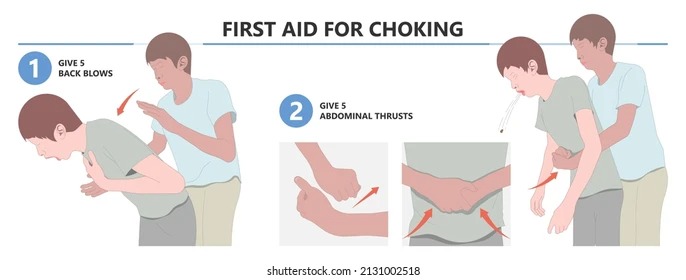 FIRST AID FOR CHOKING
1
GIVE 5
BACK BLOWS
2
GIVE 5
ABDOMINAL THRUSTS
shutterstock.com · 2131002518